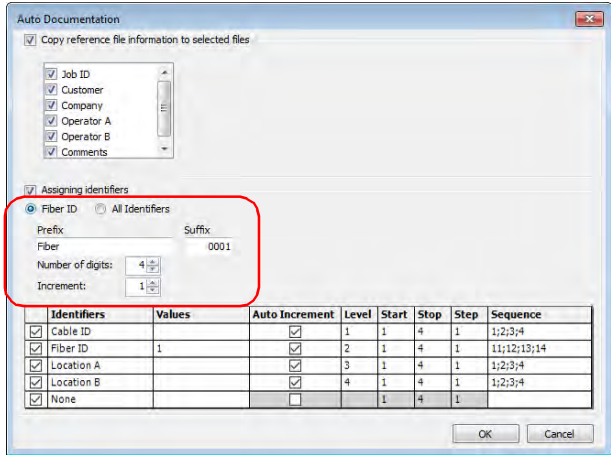 Auto Documentation
Copy reference file information to selected files
Job ID
Customer
Company
Operator A
Operator B
Comments
Assigning identifiers
Fiber ID All Identifiers
Prefix Suffix
Fiber 0001
Number of digits: 4
Increment: 1
Identifiers Values Auto Increment Level Start Stop Step Sequence
Cable ID 1 1 4 1 1;2;3;4
Fiber ID 1 2 1 4 1 11;12;13;14
Location A 3 1 4 1 1;2;3;4
Location B 4 1 4 1 1;2;3;4
None 1 4 1
OK Cancel